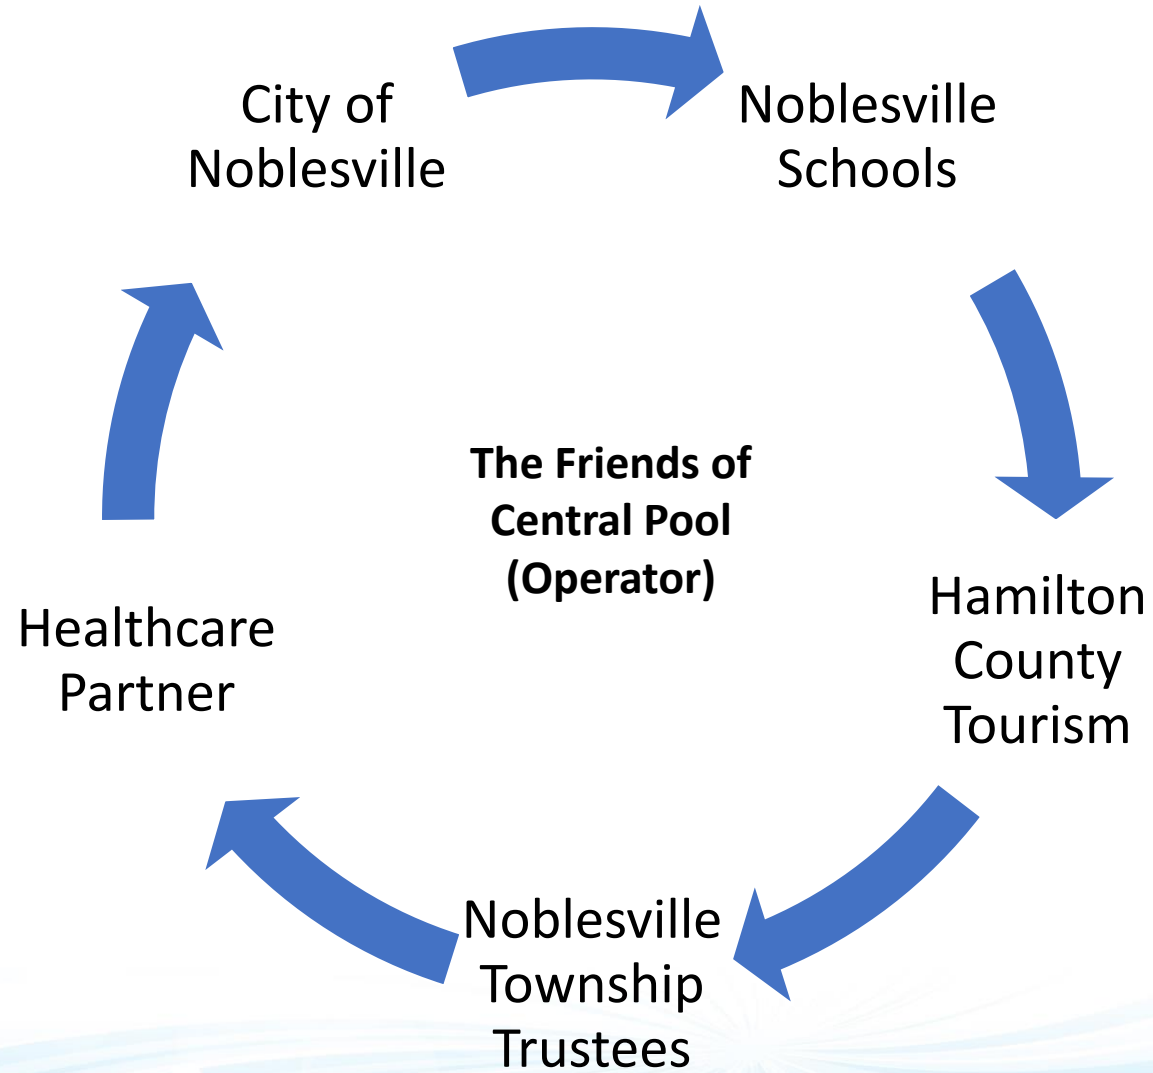 City of
Noblesville
Noblesville
Schools
Hamilton
County
Tourism
Noblesville
Township
Trustees
Healthcare
Partner
The Friends of
Central Pool
(Operator)